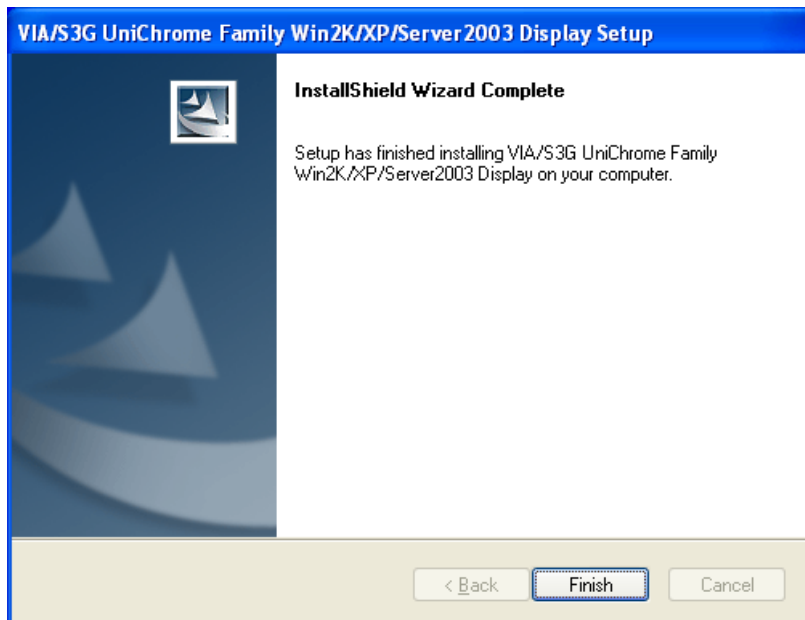 VIA/S3G UniChrome Family Win2K/XP/Server2003 Display Setup
InstallShield Wizard Complete
Setup has finished installing VIA/S3G UniChrome Family
Win2K/XP/Server2003 Display on your computer.
< Back
Finish
Cancel